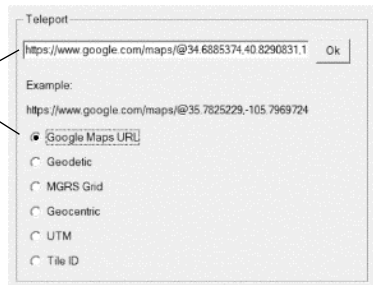 Teleport
https://www.google.com/maps/@34.6885374,40.8290831,1
Ok
Example:
https://www.google.com/maps/@35.7825229,-105.7969724
Google Maps URL
Geodetic
MGRS Grid
Geocentric
UTM
Tile ID